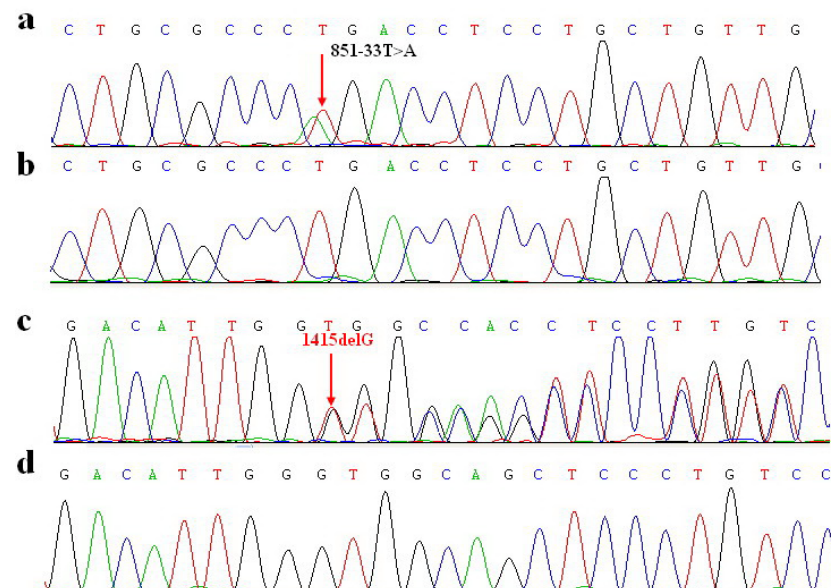 a
C T G C G C C C T G A C C T C C T G C T G T T G
851-33T>A
b
C T G C G C C C T G A C C T C C T G C T G T T G
c
G A C A T T G G T G G C C A C C T C C T T G T C
1415delG
d
G A C A T T G G G T G G C A G C T C C C T G T C C